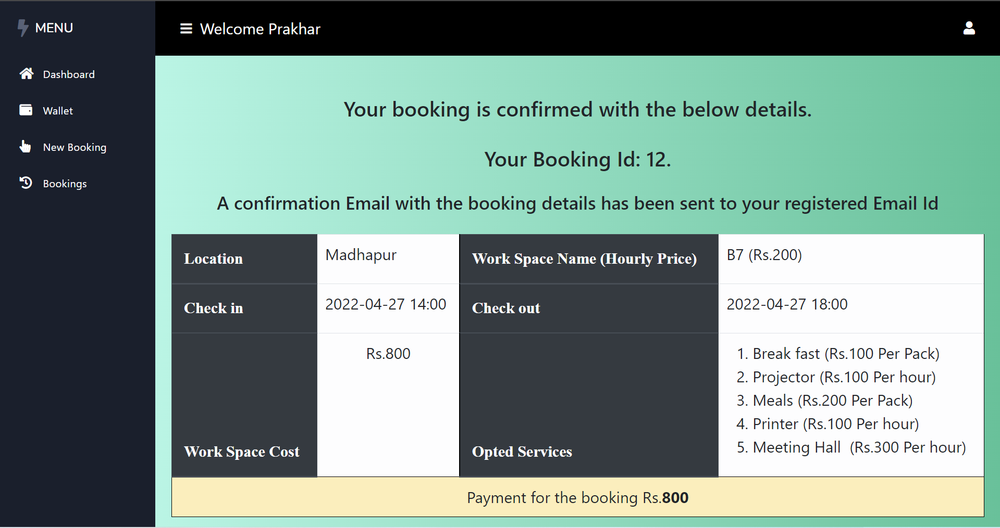 MENU
Welcome Prakhar
Dashboard
Wallet
New Booking
Bookings
Your booking is confirmed with the below details.
Your Booking Id: 12.
A confirmation Email with the booking details has been sent to your registered Email Id
Location
Madhapur
Work Space Name (Hourly Price)
B7 (Rs.200)
Check in
2022-04-27 14:00
Check out
2022-04-27 18:00
Work Space Cost
Rs.800
Opted Services
1. Break fast (Rs.100 Per Pack)
2. Projector (Rs.100 Per hour)
3. Meals (Rs.200 Per Pack)
4. Printer (Rs.100 Per hour)
5. Meeting Hall  (Rs.300 Per hour)
Payment for the booking Rs.800